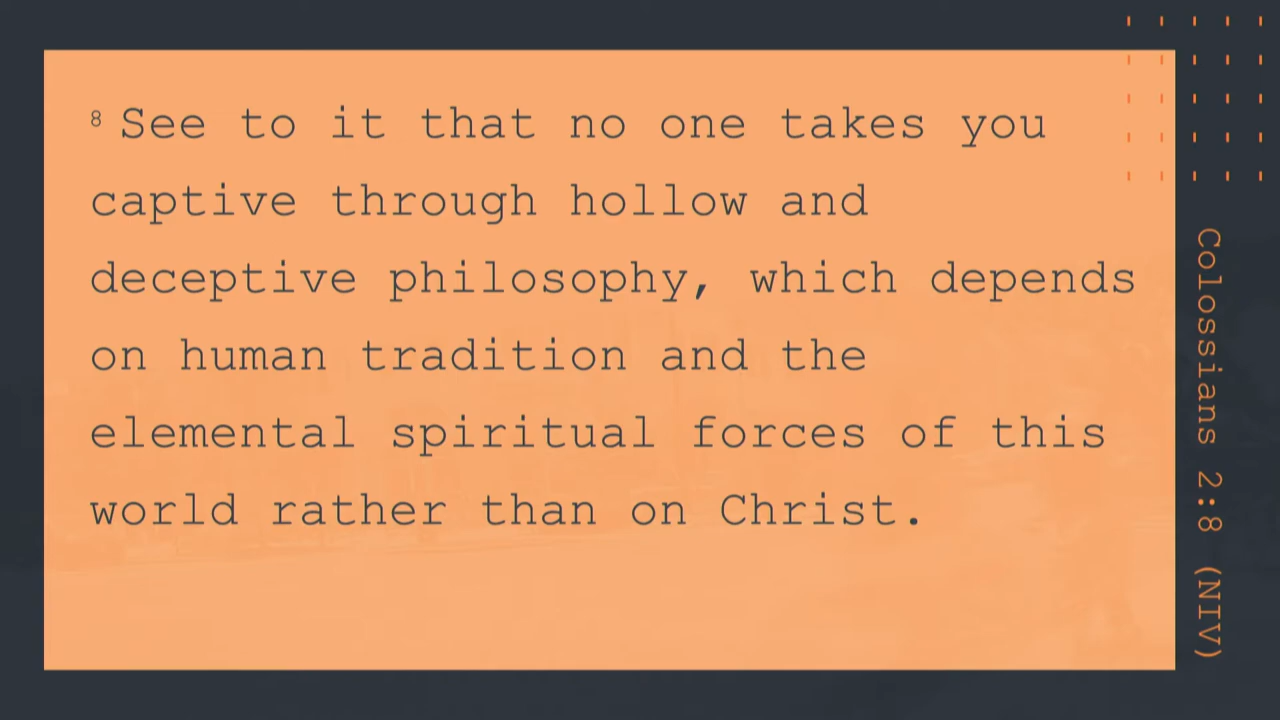 8 See to it that no one takes you
captive through hollow and
deceptive philosophy, which depends
on human tradition and the
elemental spiritual forces of this
world rather than on Christ.
Colossians 2:8 (NIV)